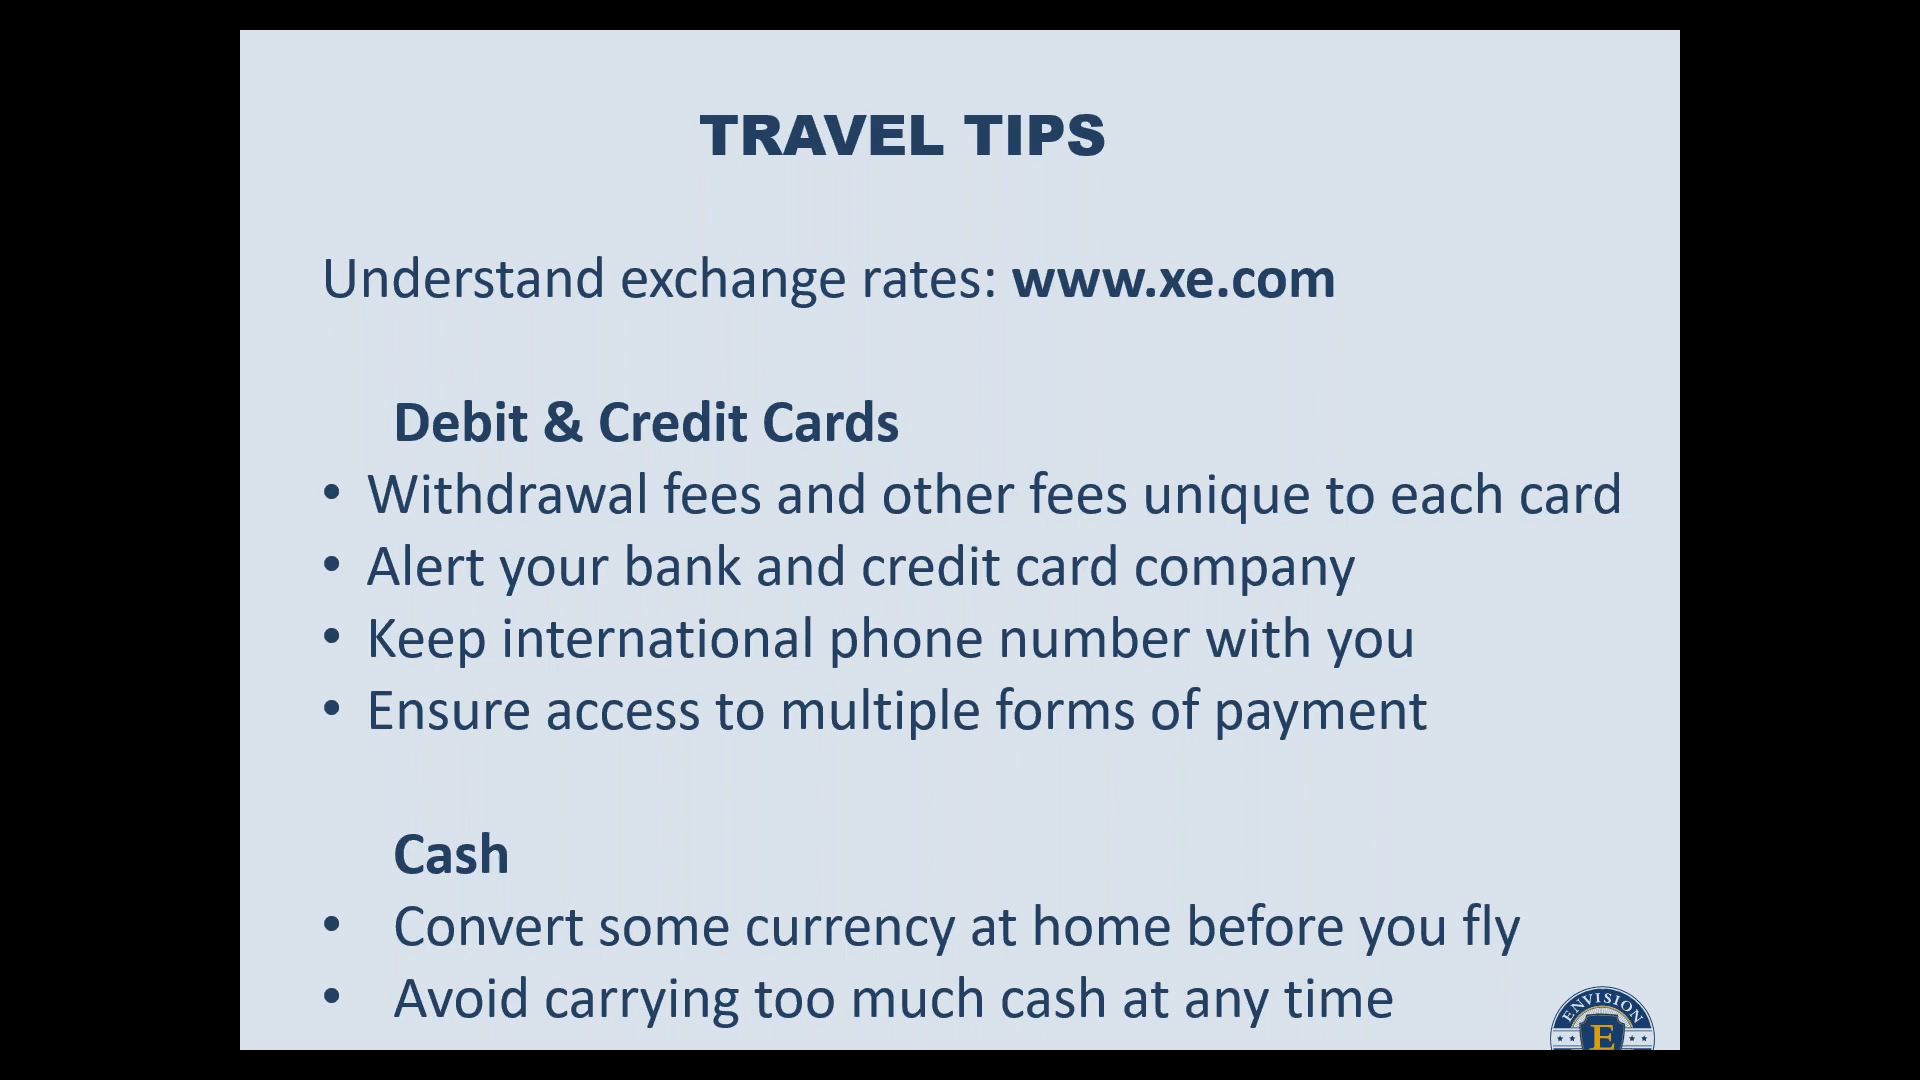 TRAVEL TIPS
Understand exchange rates: www.xe.com
Debit & Credit Cards
• Withdrawal fees and other fees unique to each card
• Alert your bank and credit card company
• Keep international phone number with you
• Ensure access to multiple forms of payment
Cash
• Convert some currency at home before you fly
• Avoid carrying too much cash at any time
ENVISION
E